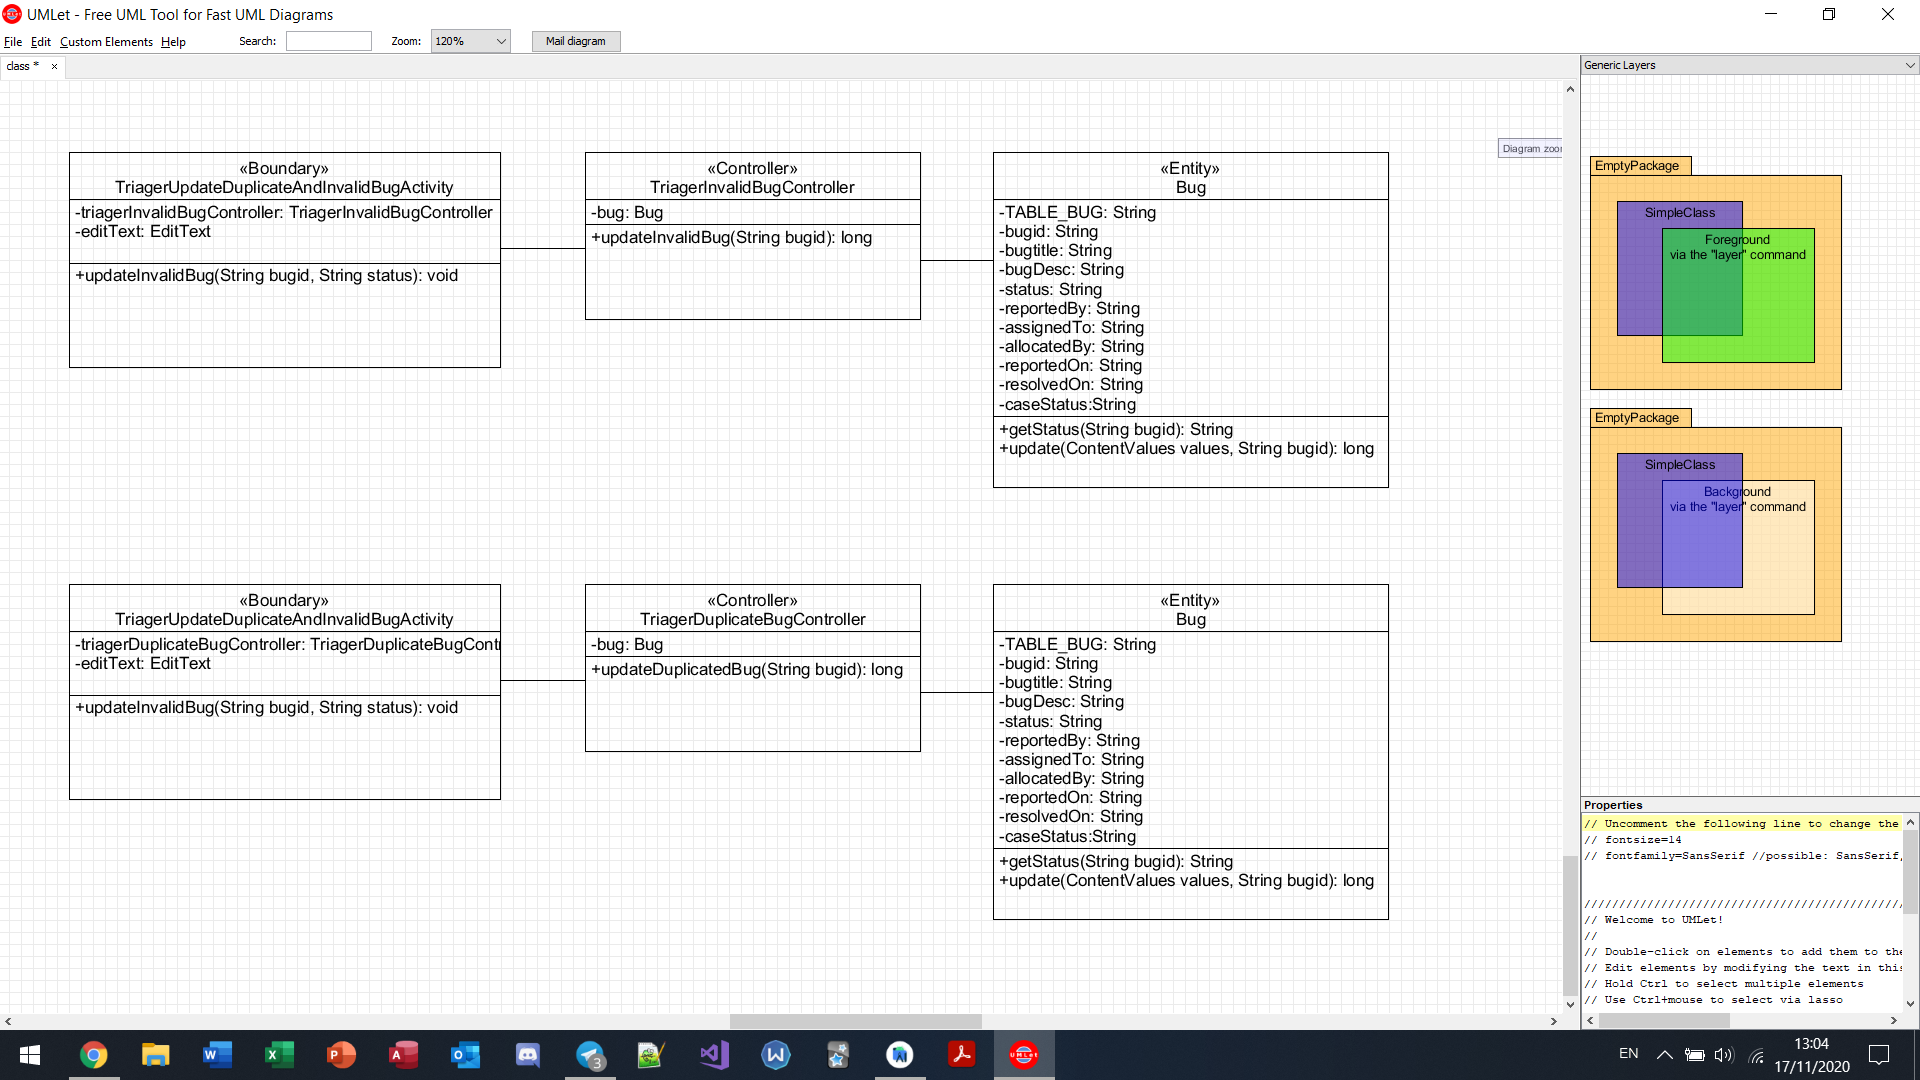 UMLet - Free UML Tool for Fast UML Diagrams
File Edit Custom Elements Help Search: Zoom: 120% Mail diagram
class * ×
Generic Layers
Diagram zoo
«Boundary»
TriagerUpdateDuplicateAndInvalidBugActivity
-triagerInvalidBugController: TriagerInvalidBugController
-editText: EditText
+updateInvalidBug(String bugid, String status): void
«Controller»
TriagerInvalidBugController
-bug: Bug
+updateInvalidBug(String bugid): long
«Entity»
Bug
-TABLE_BUG: String
-bugid: String
-bugtitle: String
-bugDesc: String
-status: String
-reportedBy: String
-assignedTo: String
-allocatedBy: String
-reportedOn: String
-resolvedOn: String
-caseStatus:String
+getStatus(String bugid): String
+update(ContentValues values, String bugid): long
«Boundary»
TriagerUpdateDuplicateAndInvalidBugActivity
-triagerDuplicateBugController: TriagerDuplicateBugCont
-editText: EditText
+updateInvalidBug(String bugid, String status): void
«Controller»
TriagerDuplicateBugController
-bug: Bug
+updateDuplicatedBug(String bugid): long
«Entity»
Bug
-TABLE_BUG: String
-bugid: String
-bugtitle: String
-bugDesc: String
-status: String
-reportedBy: String
-assignedTo: String
-allocatedBy: String
-reportedOn: String
-resolvedOn: String
-caseStatus:String
+getStatus(String bugid): String
+update(ContentValues values, String bugid): long
EmptyPackage
SimpleClass
Foreground
via the "layer" command
EmptyPackage
SimpleClass
Background
via the "layer" command
Properties
// Uncomment the following line to change the
// fontsize=14
// fontfamily=SansSerif //possible: SansSerif,
//////////////////////////////////////////////
// Welcome to UMLet!
//
// Double-click on elements to add them to the
// Edit elements by modifying the text in this
// Hold Ctrl to select multiple elements
// Use Ctrl+mouse to select via lasso
3
UMLet
EN
13:04
17/11/2020